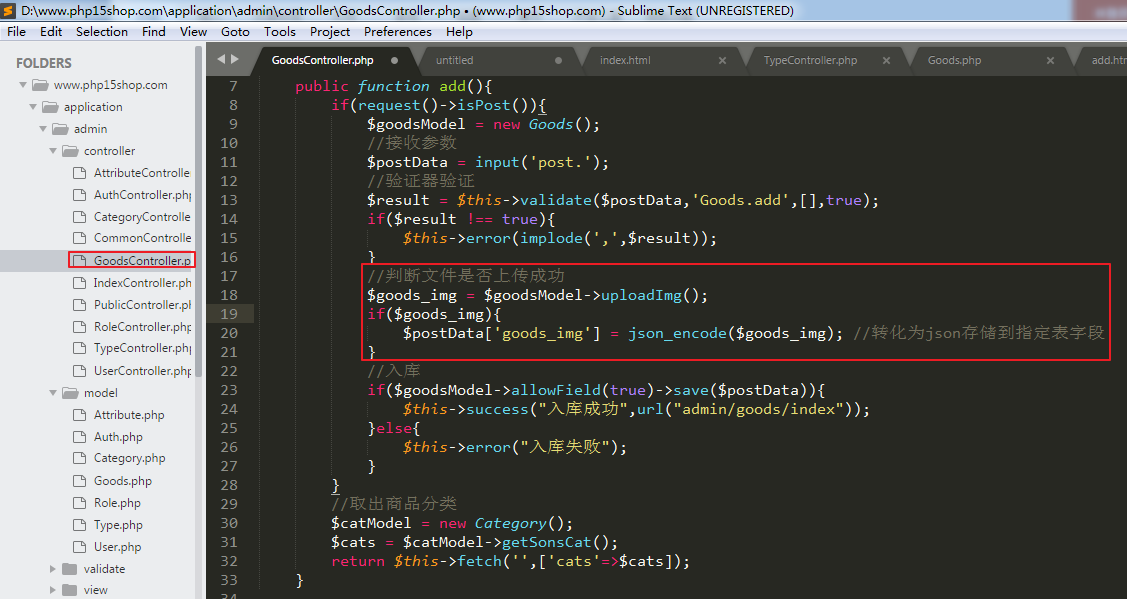 D:\www.php15shop.com\application\admin\controller\GoodsController.php • (www.php15shop.com) - Sublime Text (UNREGISTERED)
File Edit Selection Find View Goto Tools Project Preferences Help
FOLDERS
www.php15shop.com
application
admin
controller
AttributeControlle
AuthController.php
CategoryControlle
CommonControlle
GoodsController.p
IndexController.ph
PublicController.ph
RoleController.php
TypeController.php
UserController.php
model
Attribute.php
Auth.php
Category.php
Goods.php
Role.php
Type.php
User.php
validate
view
GoodsController.php untitled index.html TypeController.php Goods.php add.htm
7 public function add(){
8 if(request()->isPost()){
9 $goodsModel = new Goods();
10 //接收参数
11 $postData = input('post.');
12 //验证器验证
13 $result = $this->validate($postData,'Goods.add',[],true);
14 if($result !== true){
15 $this->error(implode(',',$result));
16 }
17 //判断文件是否上传成功
18 $goods_img = $goodsModel->uploadImg();
19 if($goods_img){
20 $postData['goods_img'] = json_encode($goods_img); //转化为json存储到指定表字段
21 }
22 //入库
23 if($goodsModel->allowField(true)->save($postData)){
24 $this->success("入库成功",url("admin/goods/index"));
25 }else{
26 $this->error("入库失败");
27 }
28 }
29 //取出商品分类
30 $catModel = new Category();
31 $cats = $catModel->getSonsCat();
32 return $this->fetch('',['cats'=>$cats]);
33 }
34